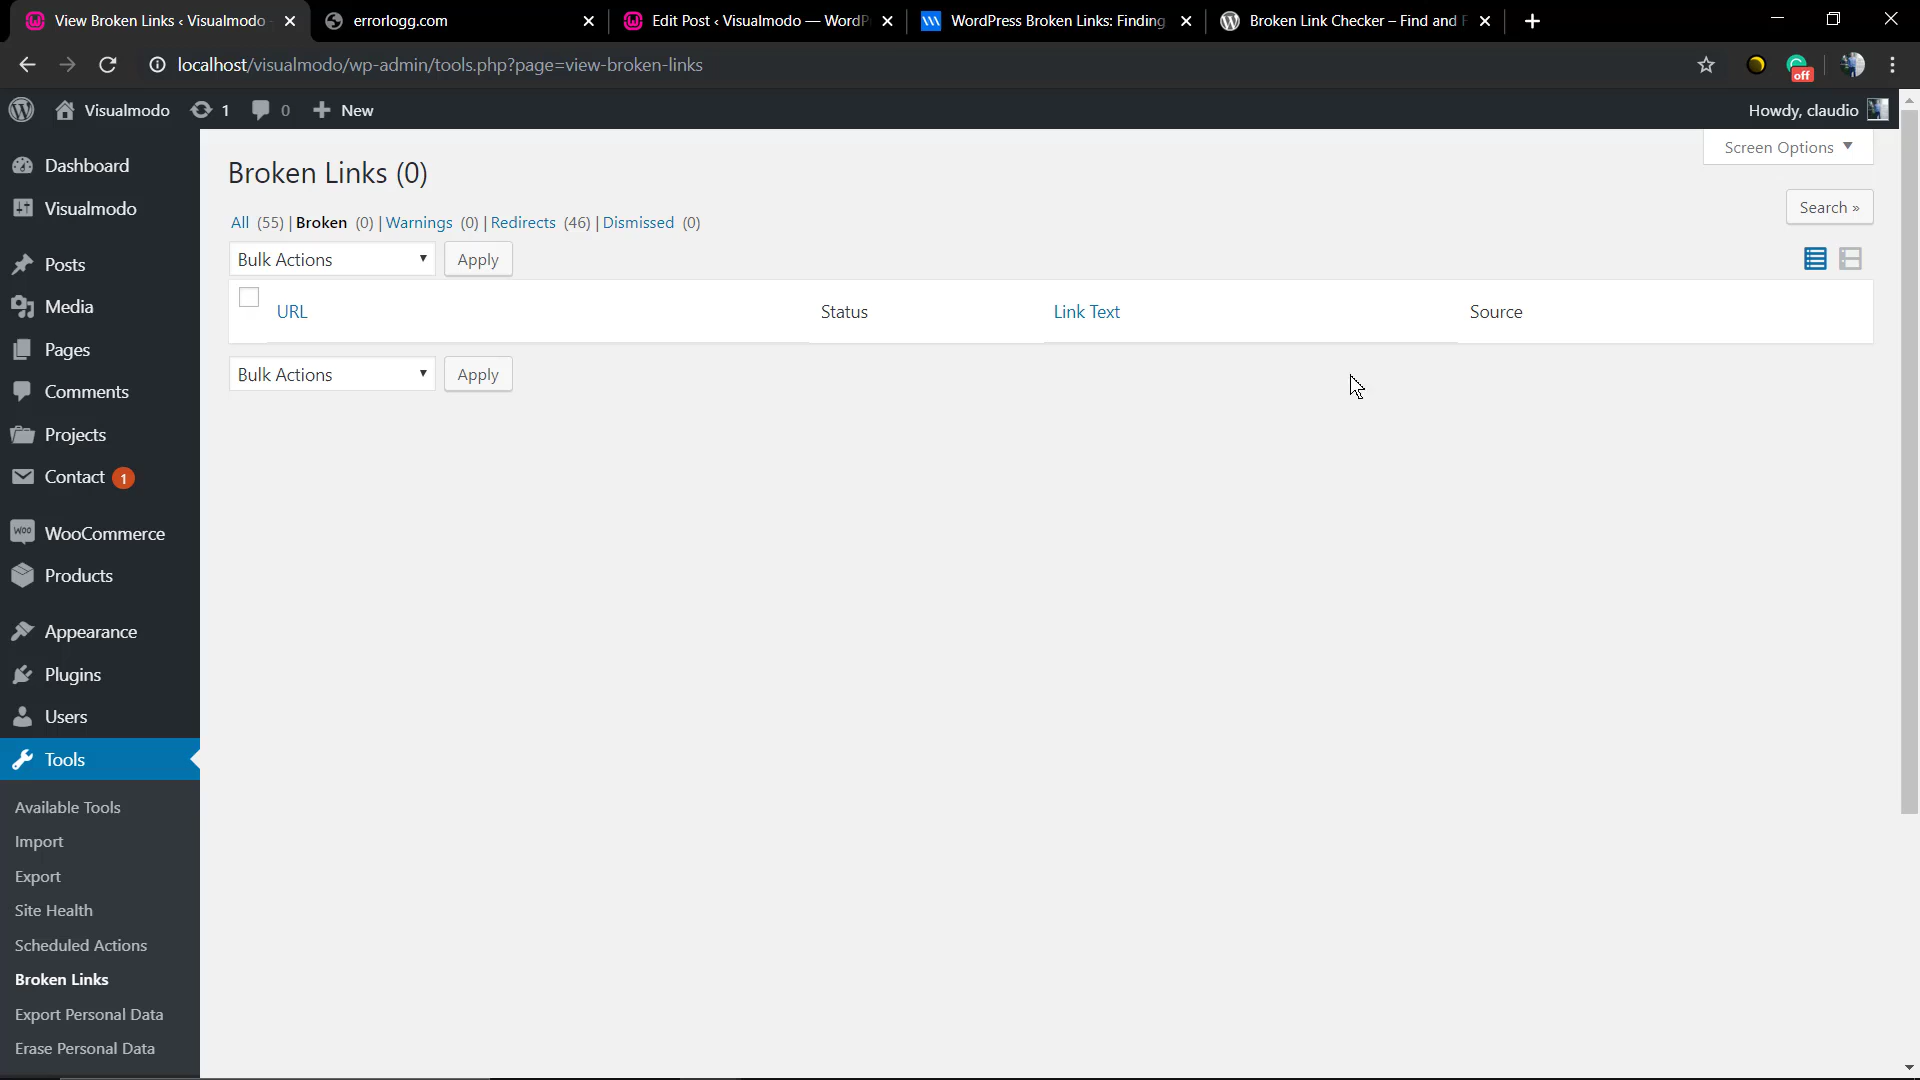 View Broken Links ‹ Visualmodo
errorlogg.com
Edit Post ‹ Visualmodo — WordP
WordPress Broken Links: Finding
Broken Link Checker – Find and F
localhost/visualmodo/wp-admin/tools.php?page=view-broken-links
off
Visualmodo 1 0 New
Howdy, claudio
Dashboard
Visualmodo
Posts
Media
Pages
Comments
Projects
Contact 1
Woo WooCommerce
Products
Appearance
Plugins
Users
Tools
Available Tools
Import
Export
Site Health
Scheduled Actions
Broken Links
Export Personal Data
Erase Personal Data
Screen Options
Broken Links (0)
Search »
All (55) | Broken (0) | Warnings (0) | Redirects (46) | Dismissed (0)
Bulk Actions Apply
URL Status Link Text Source
Bulk Actions Apply